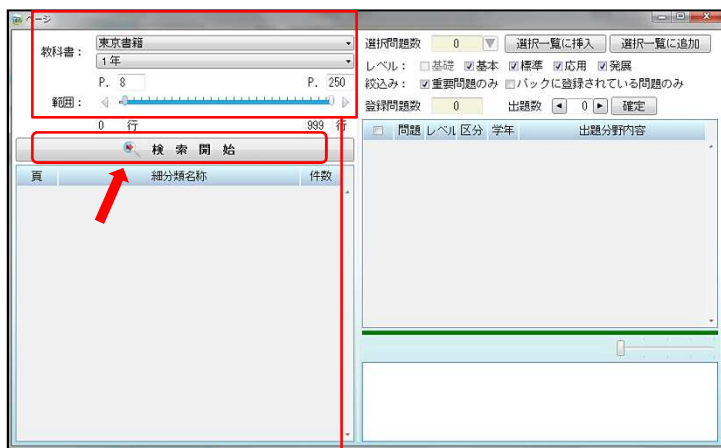 ページ
教科書：
東京書籍
1年
P. 8
P. 250
範囲：
0 行
999 行
検索開始
頁 細分類名称 件数
選択問題数 0 選択一覧に挿入 選択一覧に追加
レベル： 基礎 基本 標準 応用 発展
絞込み： 重要問題のみ バックに登録されている問題のみ
登録問題数 0 出題数 0 確定
問題 レベル 区分 学年 出題分野内容